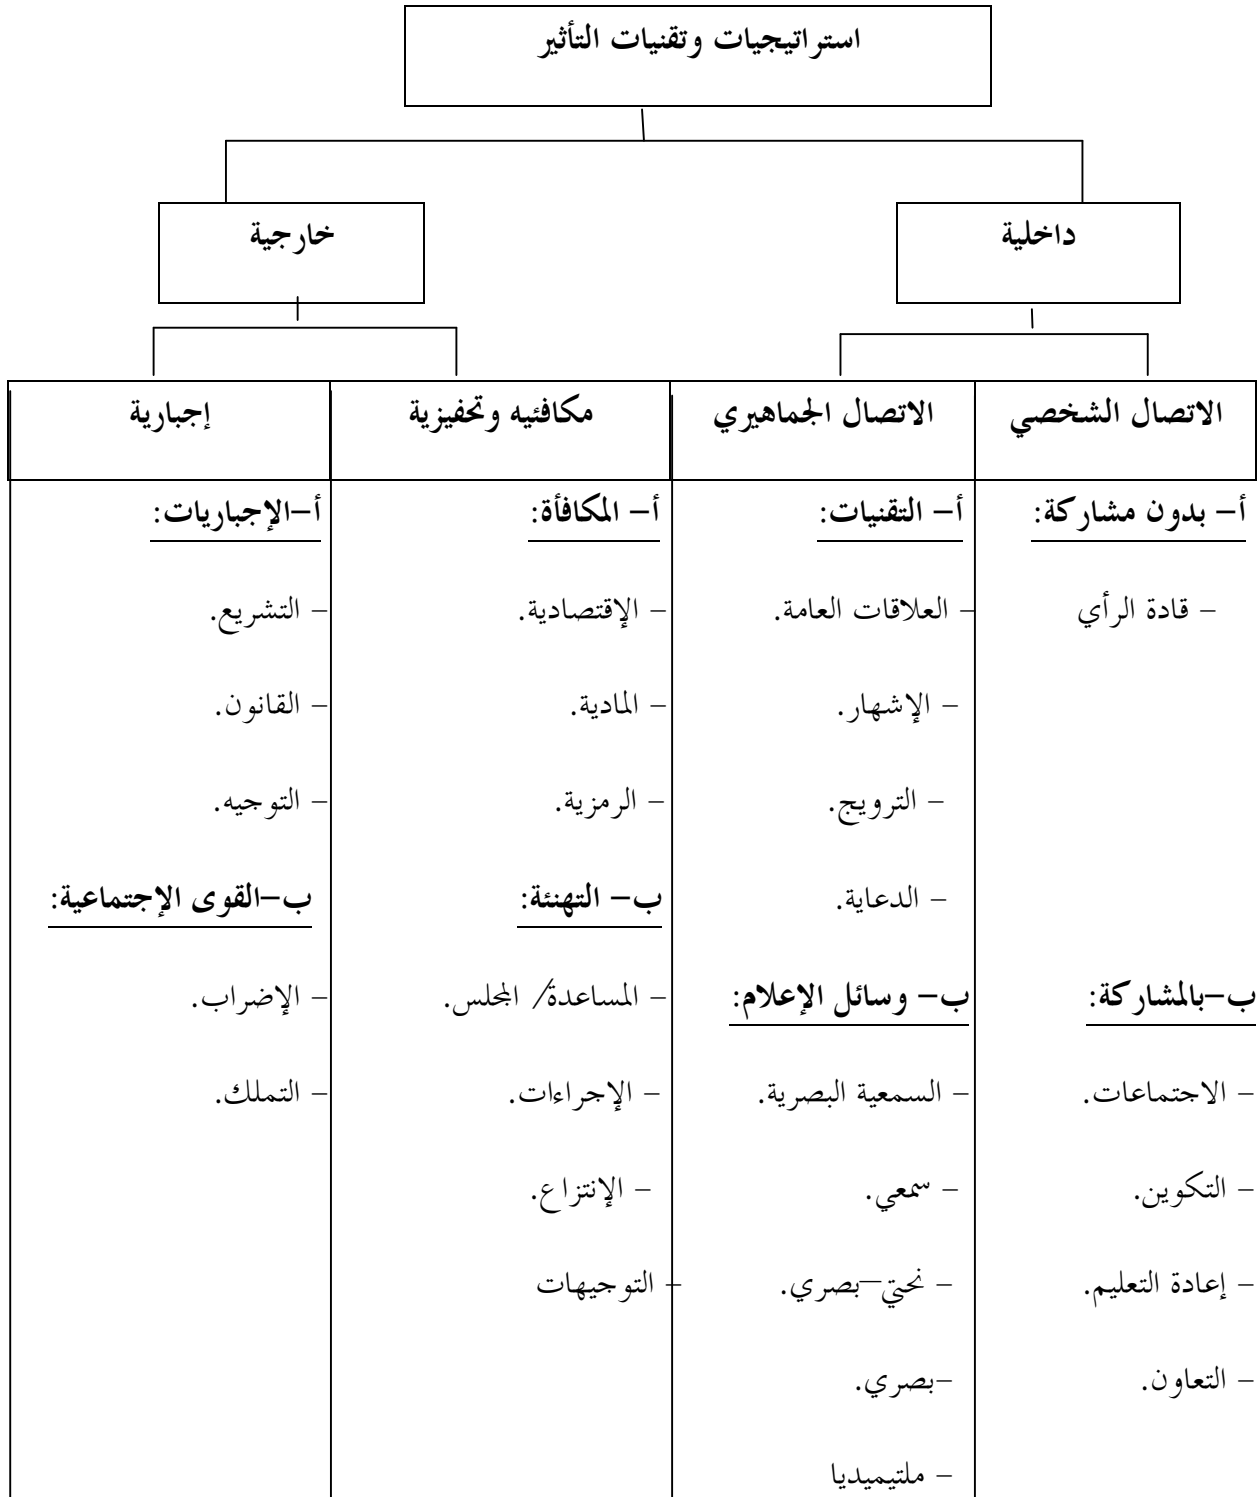 استراتيجيات وتقنيات التأثير
داخلية
خارجية
الاتصال الشخصي
الاتصال الجماهيري
مكافئيه وتحفيزية
إجبارية
أ– بدون مشاركة:
– قادة الرأي
ب–بالمشاركة:
– الاجتماعات.
– التكوين.
– إعادة التعليم.
– التعاون.
أ– التقنيات:
– العلاقات العامة.
– الإشهار.
– الترويج.
– الدعاية.
ب– وسائل الإعلام:
– السمعية البصرية.
– سمعي.
– نحتي–بصري.
–بصري.
– ملتيميديا
أ– المكافأة:
– الإقتصادية.
– المادية.
– الرمزية.
ب– التهنئة:
– المساعدة/ المجلس.
– الإجراءات.
– الإنتزاع.
– التوجيهات
أ–الإجباريات:
– التشريع.
– القانون.
– التوجيه.
ب–القوى الإجتماعية:
– الإضراب.
– التملك.